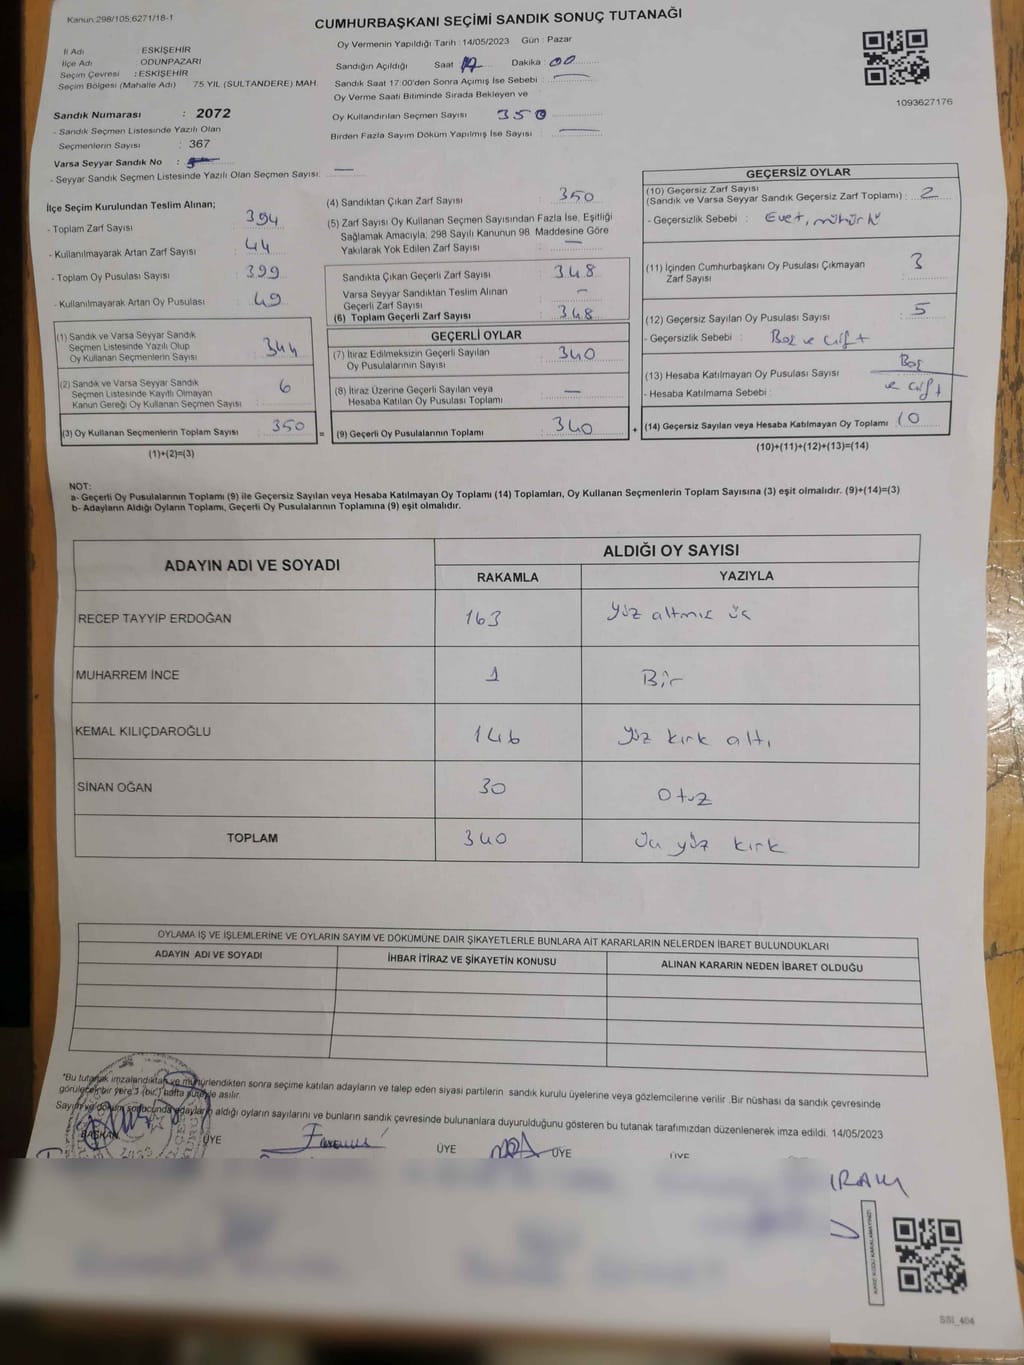 Kanun:298/105;6271/18-1
CUMHURBAŞKANI SEÇİMİ SANDIK SONUÇ TUTANAĞI
İl Adı : ESKİŞEHİR
İlçe Adı : ODUNPAZARI
Seçim Çevresi : ESKİŞEHİR
Seçim Bölgesi (Mahalle Adı) 75 YIL (SULTANDERE) MAH.
Sandık Numarası : 2072
- Sandık Seçmen Listesinde Yazılı Olan
Seçmenlerin Sayısı : 367
Varsa Seyyar Sandık No :
- Seyyar Sandık Seçmen Listesinde Yazılı Olan Seçmen Sayısı: —
Oy Vermenin Yapıldığı Tarih : 14/05/2023 Gün : Pazar
Sandığın Açıldığı Saat 17 Dakika : 00
Sandık Saat 17:00'den Sonra Açımış İse Sebebi : —
Oy Verme Saati Bitiminde Sırada Bekleyen ve
Oy Kullandırılan Seçmen Sayısı 350
Birden Fazla Sayım Döküm Yapılmış İse Sayısı : —
1093627176
İlçe Seçim Kurulundan Teslim Alınan;
- Toplam Zarf Sayısı 394
- Kullanılmayarak Artan Zarf Sayısı 44
- Toplam Oy Pusulası Sayısı 399
- Kullanılmayarak Artan Oy Pusulası 49
(1) Sandık ve Varsa Seyyar Sandık
Seçmen Listesinde Yazılı Olup
Oy Kullanan Seçmenlerin Sayısı 344
(2) Sandık ve Varsa Seyyar Sandık
Seçmen Listesinde Kayıtlı Olmayan
Kanun Gereği Oy Kullanan Seçmen Sayısı 6
(3) Oy Kullanan Seçmenlerin Toplam Sayısı 350
(1)+(2)=(3)
(4) Sandıktan Çıkan Zarf Sayısı : 350
(5) Zarf Sayısı Oy Kullanan Seçmen Sayısından Fazla İse, Eşitliği
Sağlamak Amacıyla; 298 Sayılı Kanunun 98. Maddesine Göre
Yakılarak Yok Edilen Zarf Sayısı : —
Sandıkta Çıkan Geçerli Zarf Sayısı : 348
Varsa Seyyar Sandıktan Teslim Alınan
Geçerli Zarf Sayısı : —
(6) Toplam Geçerli Zarf Sayısı : 348
GEÇERLİ OYLAR
(7) İtiraz Edilmeksizin Geçerli Sayılan
Oy Pusulalarının Sayısı : 340
(8) İtiraz Üzerine Geçerli Sayılan veya
Hesaba Katılan Oy Pusulası Toplamı : —
= (9) Geçerli Oy Pusulalarının Toplamı : 340
GEÇERSİZ OYLAR
(10) Geçersiz Zarf Sayısı
(Sandık ve Varsa Seyyar Sandık Geçersiz Zarf Toplamı) : 2
- Geçersizlik Sebebi : Evet,
(11) İçinden Cumhurbaşkanı Oy Pusulası Çıkmayan
Zarf Sayısı 3
(12) Geçersiz Sayılan Oy Pusulası Sayısı : 5
- Geçersizlik Sebebi : Boş ve çift
(13) Hesaba Katılmayan Oy Pusulası Sayısı : Boş
- Hesaba Katılmama Sebebi : ve çift
+ (14) Geçersiz Sayılan veya Hesaba Katılmayan Oy Toplamı : 10
(10)+(11)+(12)+(13)=(14)
NOT:
a- Geçerli Oy Pusulalarının Toplamı (9) ile Geçersiz Sayılan veya Hesaba Katılmayan Oy Toplamı (14) Toplamları, Oy Kullanan Seçmenlerin Toplam Sayısına (3) eşit olmalıdır. (9)+(14)=(3)
b- Adayların Aldığı Oyların Toplamı, Geçerli Oy Pusulalarının Toplamına (9) eşit olmalıdır.
ADAYIN ADI VE SOYADI ALDIĞI OY SAYISI
RAKAMLA YAZIYLA
RECEP TAYYİP ERDOĞAN 163 Yüz altmış üç
MUHARREM İNCE 1 Bir
KEMAL KILIÇDAROĞLU 146 Yüz kırk altı
SİNAN OĞAN 30 Otuz
TOPLAM 340 Üç yüz kırk
OYLAMA İŞ VE İŞLEMLERİNE VE OYLARIN SAYIM VE DÖKÜMÜNE DAİR ŞİKAYETLERLE BUNLARA AİT KARARLARIN NELERDEN İBARET BULUNDUKLARI
ADAYIN ADI VE SOYADI İHBAR İTİRAZ VE ŞİKAYETİN KONUSU ALINAN KARARIN NEDEN İBARET OLDUĞU
*Bu tutanak imzalandıktan ve mühürlendikten sonra seçime katılan adayların ve talep eden siyasi partilerin sandık kurulu üyelerine veya gözlemcilerine verilir .Bir nüshası da sandık çevresinde
görülecek bir yere 1 (bir) hafta süreyle asılır.
Sayım ve döküm sonucunda adayların aldığı oyların sayılarını ve bunların sandık çevresinde bulunanlara duyurulduğunu gösteren bu tutanak tarafımızdan düzenlenerek imza edildi. 14/05/2023
BAŞKAN ÜYE ÜYE ÜYE ÜYE
SSI_404